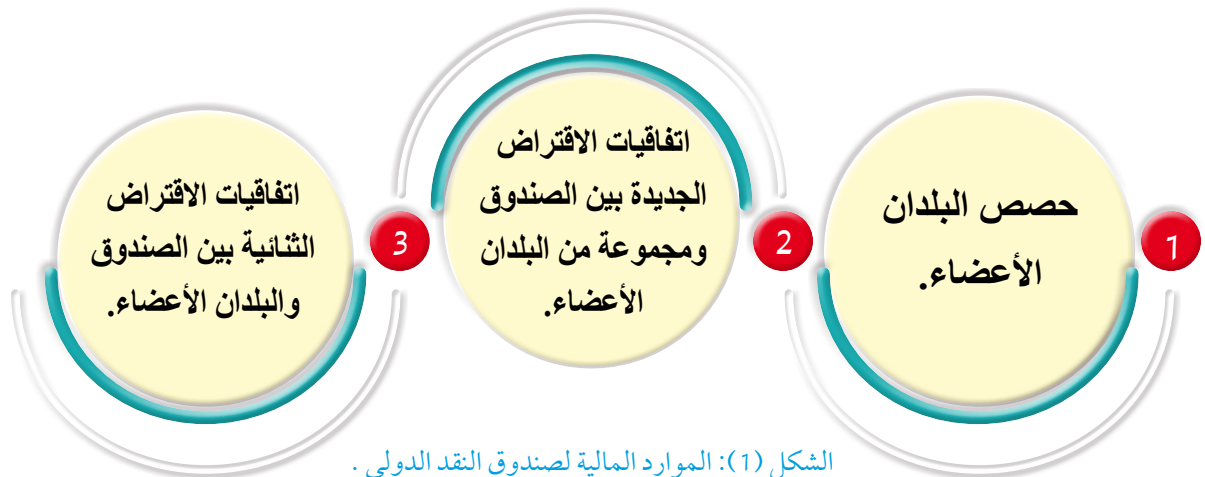 1
حصص البلدان
الأعضاء.
2
اتفاقيات الاقتراض
الجديدة بين الصندوق
ومجموعة من البلدان
الأعضاء.
3
اتفاقيات الاقتراض
الثنائية بين الصندوق
والبلدان الأعضاء.
الشكل (1): الموارد المالية لصندوق النقد الدولي .